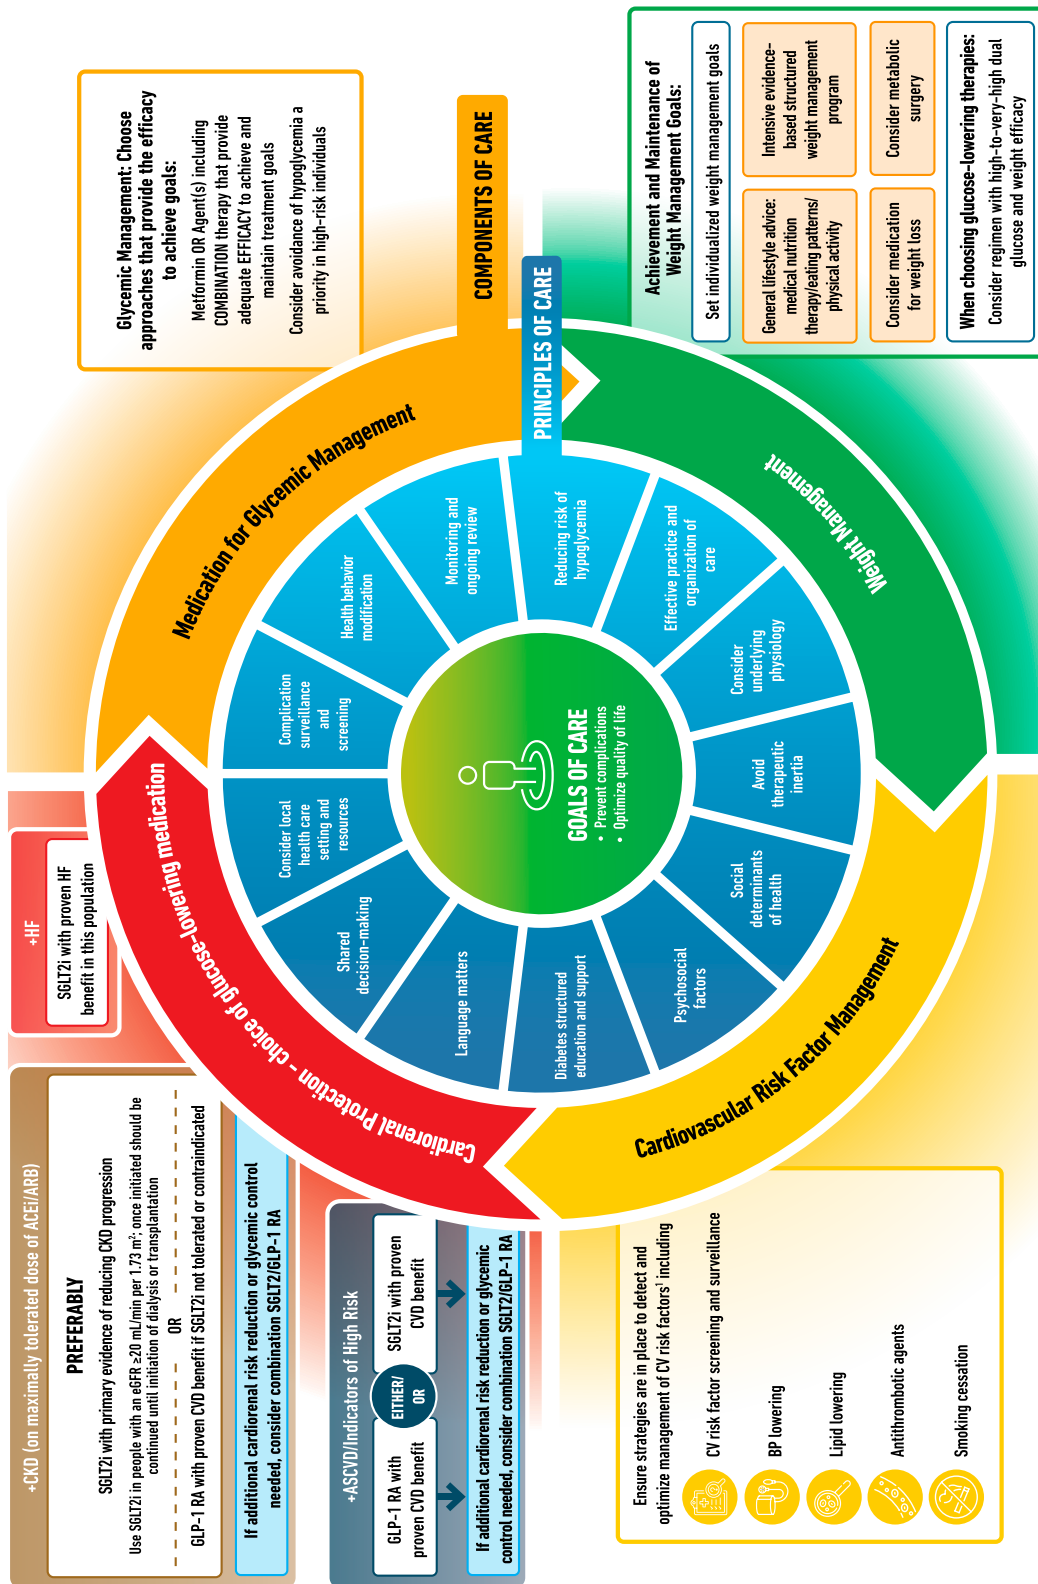 +CKD (on maximally tolerated dose of ACEi/ARB)
PREFERABLY
SGLT2i with primary evidence of reducing CKD progression
Use SGLT2i in people with an eGFR ≥20 mL/min per 1.73 m²; once initiated should be
continued until initiation of dialysis or transplantation
OR
GLP-1 RA with proven CVD benefit if SGLT2i not tolerated or contraindicated
If additional cardiorenal risk reduction or glycemic control
needed, consider combination SGLT2/GLP-1 RA
+HF
SGLT2i with proven HF
benefit in this population
Glycemic Management: Choose
approaches that provide the efficacy
to achieve goals:
Metformin OR Agent(s) including
COMBINATION therapy that provide
adequate EFFICACY to achieve and
maintain treatment goals
Consider avoidance of hypoglycemia a
priority in high-risk individuals
+ASCVD/Indicators of High Risk
GLP-1 RA with
proven CVD benefit
EITHER/
OR
SGLT2i with proven
CVD benefit
If additional cardiorenal risk reduction or glycemic
control needed, consider combination SGLT2/GLP-1 RA
Cardiorenal Protection - choice of glucose-lowering medication
Medication for Glycemic Management
COMPONENTS OF CARE
PRINCIPLES OF CARE
Weight Management
Cardiovascular Risk Factor Management
Consider local
health care
setting and
resources
Complication
surveillance
and
screening
Health behavior
modification
Monitoring and
ongoing review
Reducing risk of
hypoglycemia
Effective practice and
organization of
care
Consider
underlying
physiology
Avoid
therapeutic
inertia
Social
determinants
of health
Psychosocial
factors
Diabetes structured
education and support
Language matters
Shared
decision-making
GOALS OF CARE
• Prevent complications
• Optimize quality of life
Ensure strategies are in place to detect and
optimize management of CV risk factors¹ including
CV risk factor screening and surveillance
BP lowering
Lipid lowering
Antithrombotic agents
Smoking cessation
Achievement and Maintenance of
Weight Management Goals:
Set individualized weight management goals
General lifestyle advice:
medical nutrition
therapy/eating patterns/
physical activity
Intensive evidence-
based structured
weight management
program
Consider medication
for weight loss
Consider metabolic
surgery
When choosing glucose-lowering therapies:
Consider regimen with high-to-very-high dual
glucose and weight efficacy